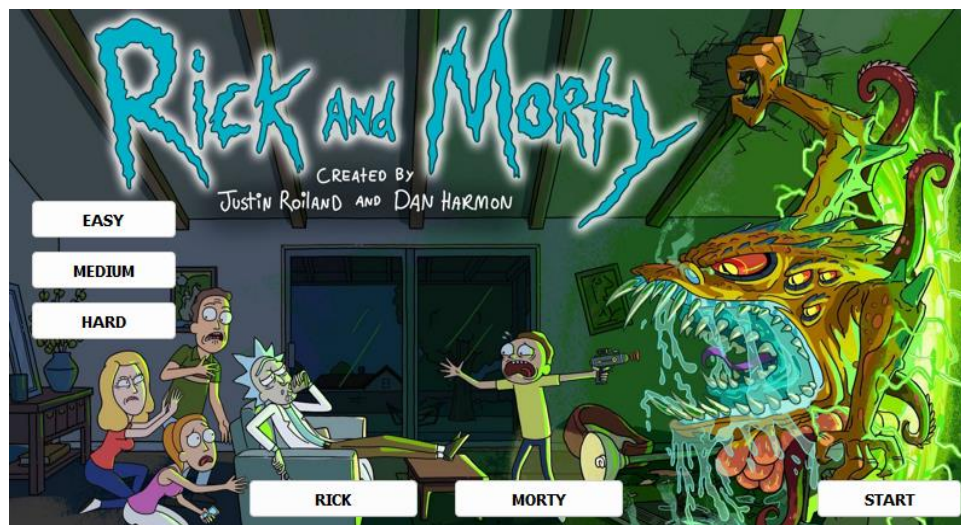 Rick and Morty
Created by
Justin Roiland and Dan Harmon
EASY
MEDIUM
HARD
RICK
MORTY
START